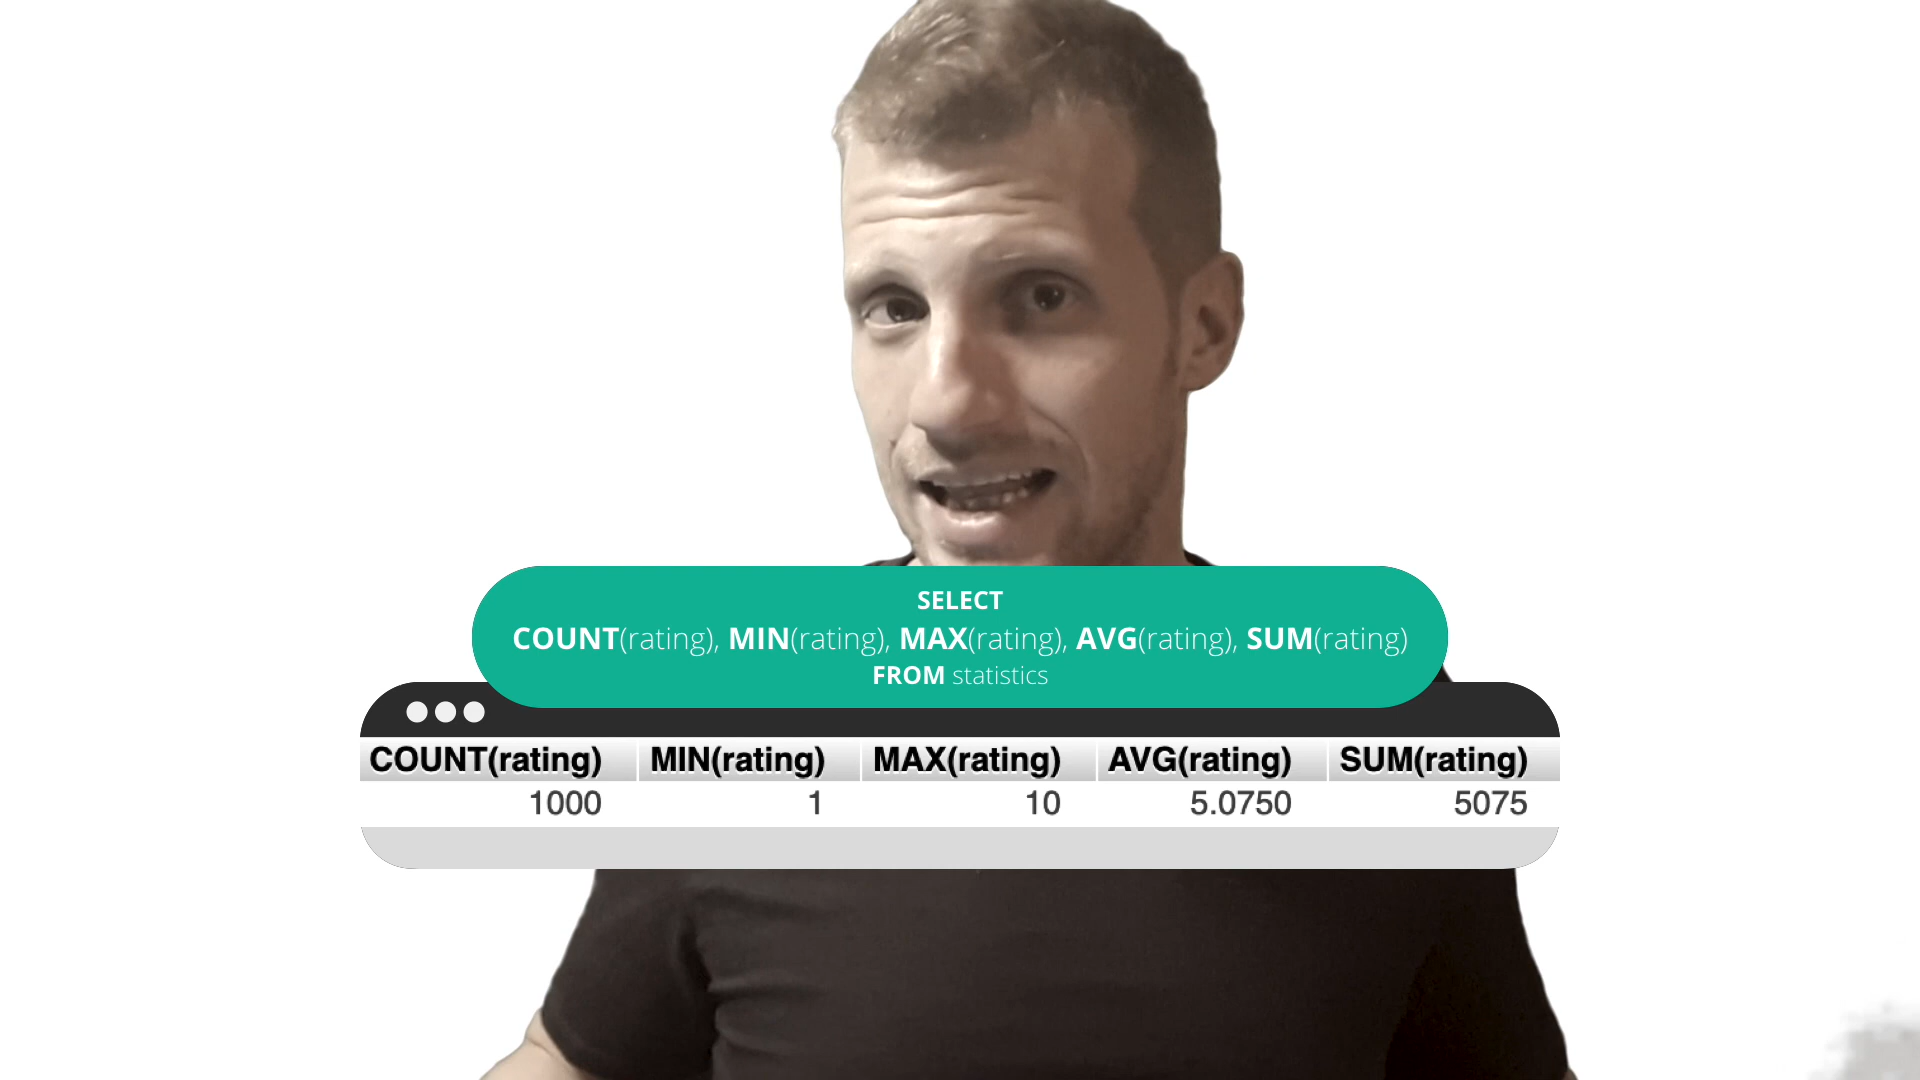 SELECT
COUNT(rating), MIN(rating), MAX(rating), AVG(rating), SUM(rating)
FROM statistics
COUNT(rating) MIN(rating) MAX(rating) AVG(rating) SUM(rating)
1000 1 10 5.0750 5075